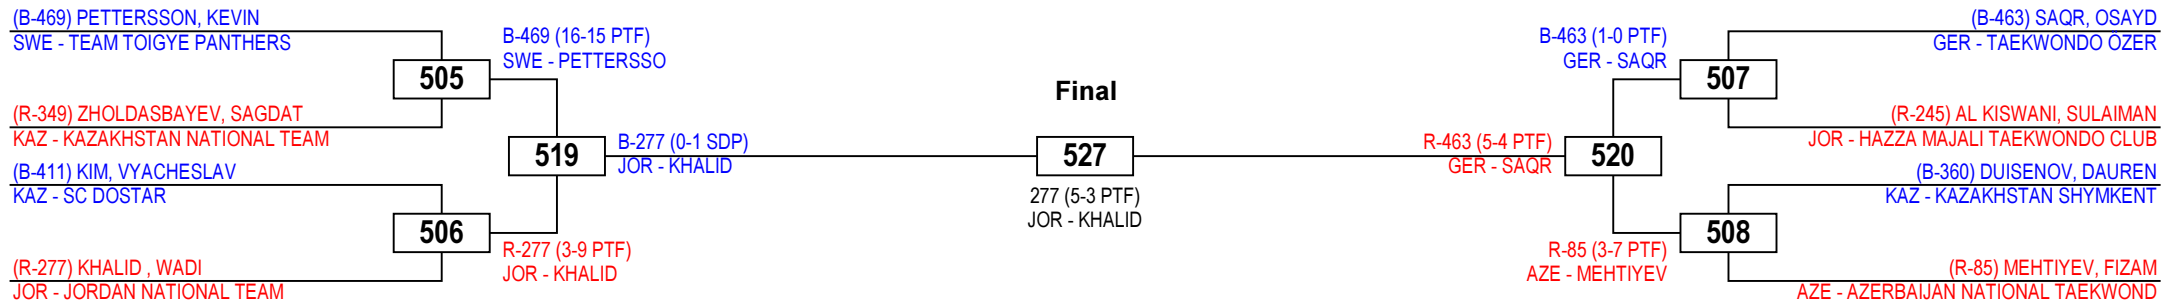 (B-469) PETTERSSON, KEVIN
SWE - TEAM TOIGYE PANTHERS
505
(R-349) ZHOLDASBAYEV, SAGDAT
KAZ - KAZAKHSTAN NATIONAL TEAM
(B-411) KIM, VYACHESLAV
KAZ - SC DOSTAR
506
(R-277) KHALID , WADI
JOR - JORDAN NATIONAL TEAM
B-469 (16-15 PTF)
SWE - PETTERSSO
519
R-277 (3-9 PTF)
JOR - KHALID
B-277 (0-1 SDP)
JOR - KHALID
Final
527
277 (5-3 PTF)
JOR - KHALID
R-463 (5-4 PTF)
GER - SAQR
520
B-463 (1-0 PTF)
GER - SAQR
R-85 (3-7 PTF)
AZE - MEHTIYEV
(B-463) SAQR, OSAYD
GER - TAEKWONDO ÖZER
507
(R-245) AL KISWANI, SULAIMAN
JOR - HAZZA MAJALI TAEKWONDO CLUB
(B-360) DUISENOV, DAUREN
KAZ - KAZAKHSTAN SHYMKENT
508
(R-85) MEHTIYEV, FIZAM
AZE - AZERBAIJAN NATIONAL TAEKWOND